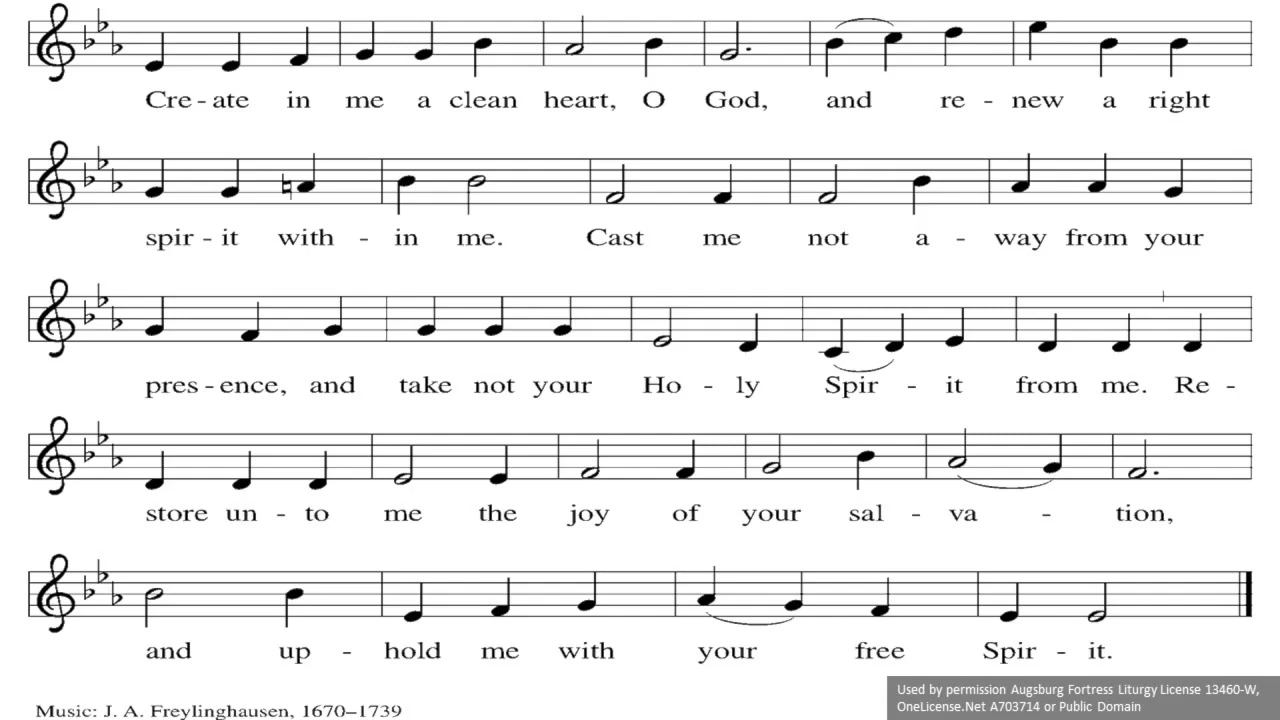 Cre - ate in me a clean heart, O God, and re - new a right
spir - it with - in me. Cast me not a - way from your
pres - ence, and take not your Ho - ly Spir - it from me. Re -
store un - to me the joy of your sal - va - tion,
and up - hold me with your free Spir - it.
Music: J. A. Freylinghausen, 1670–1739
Used by permission Augsburg Fortress Liturgy License 13460-W,
OneLicense.Net A703714 or Public Domain